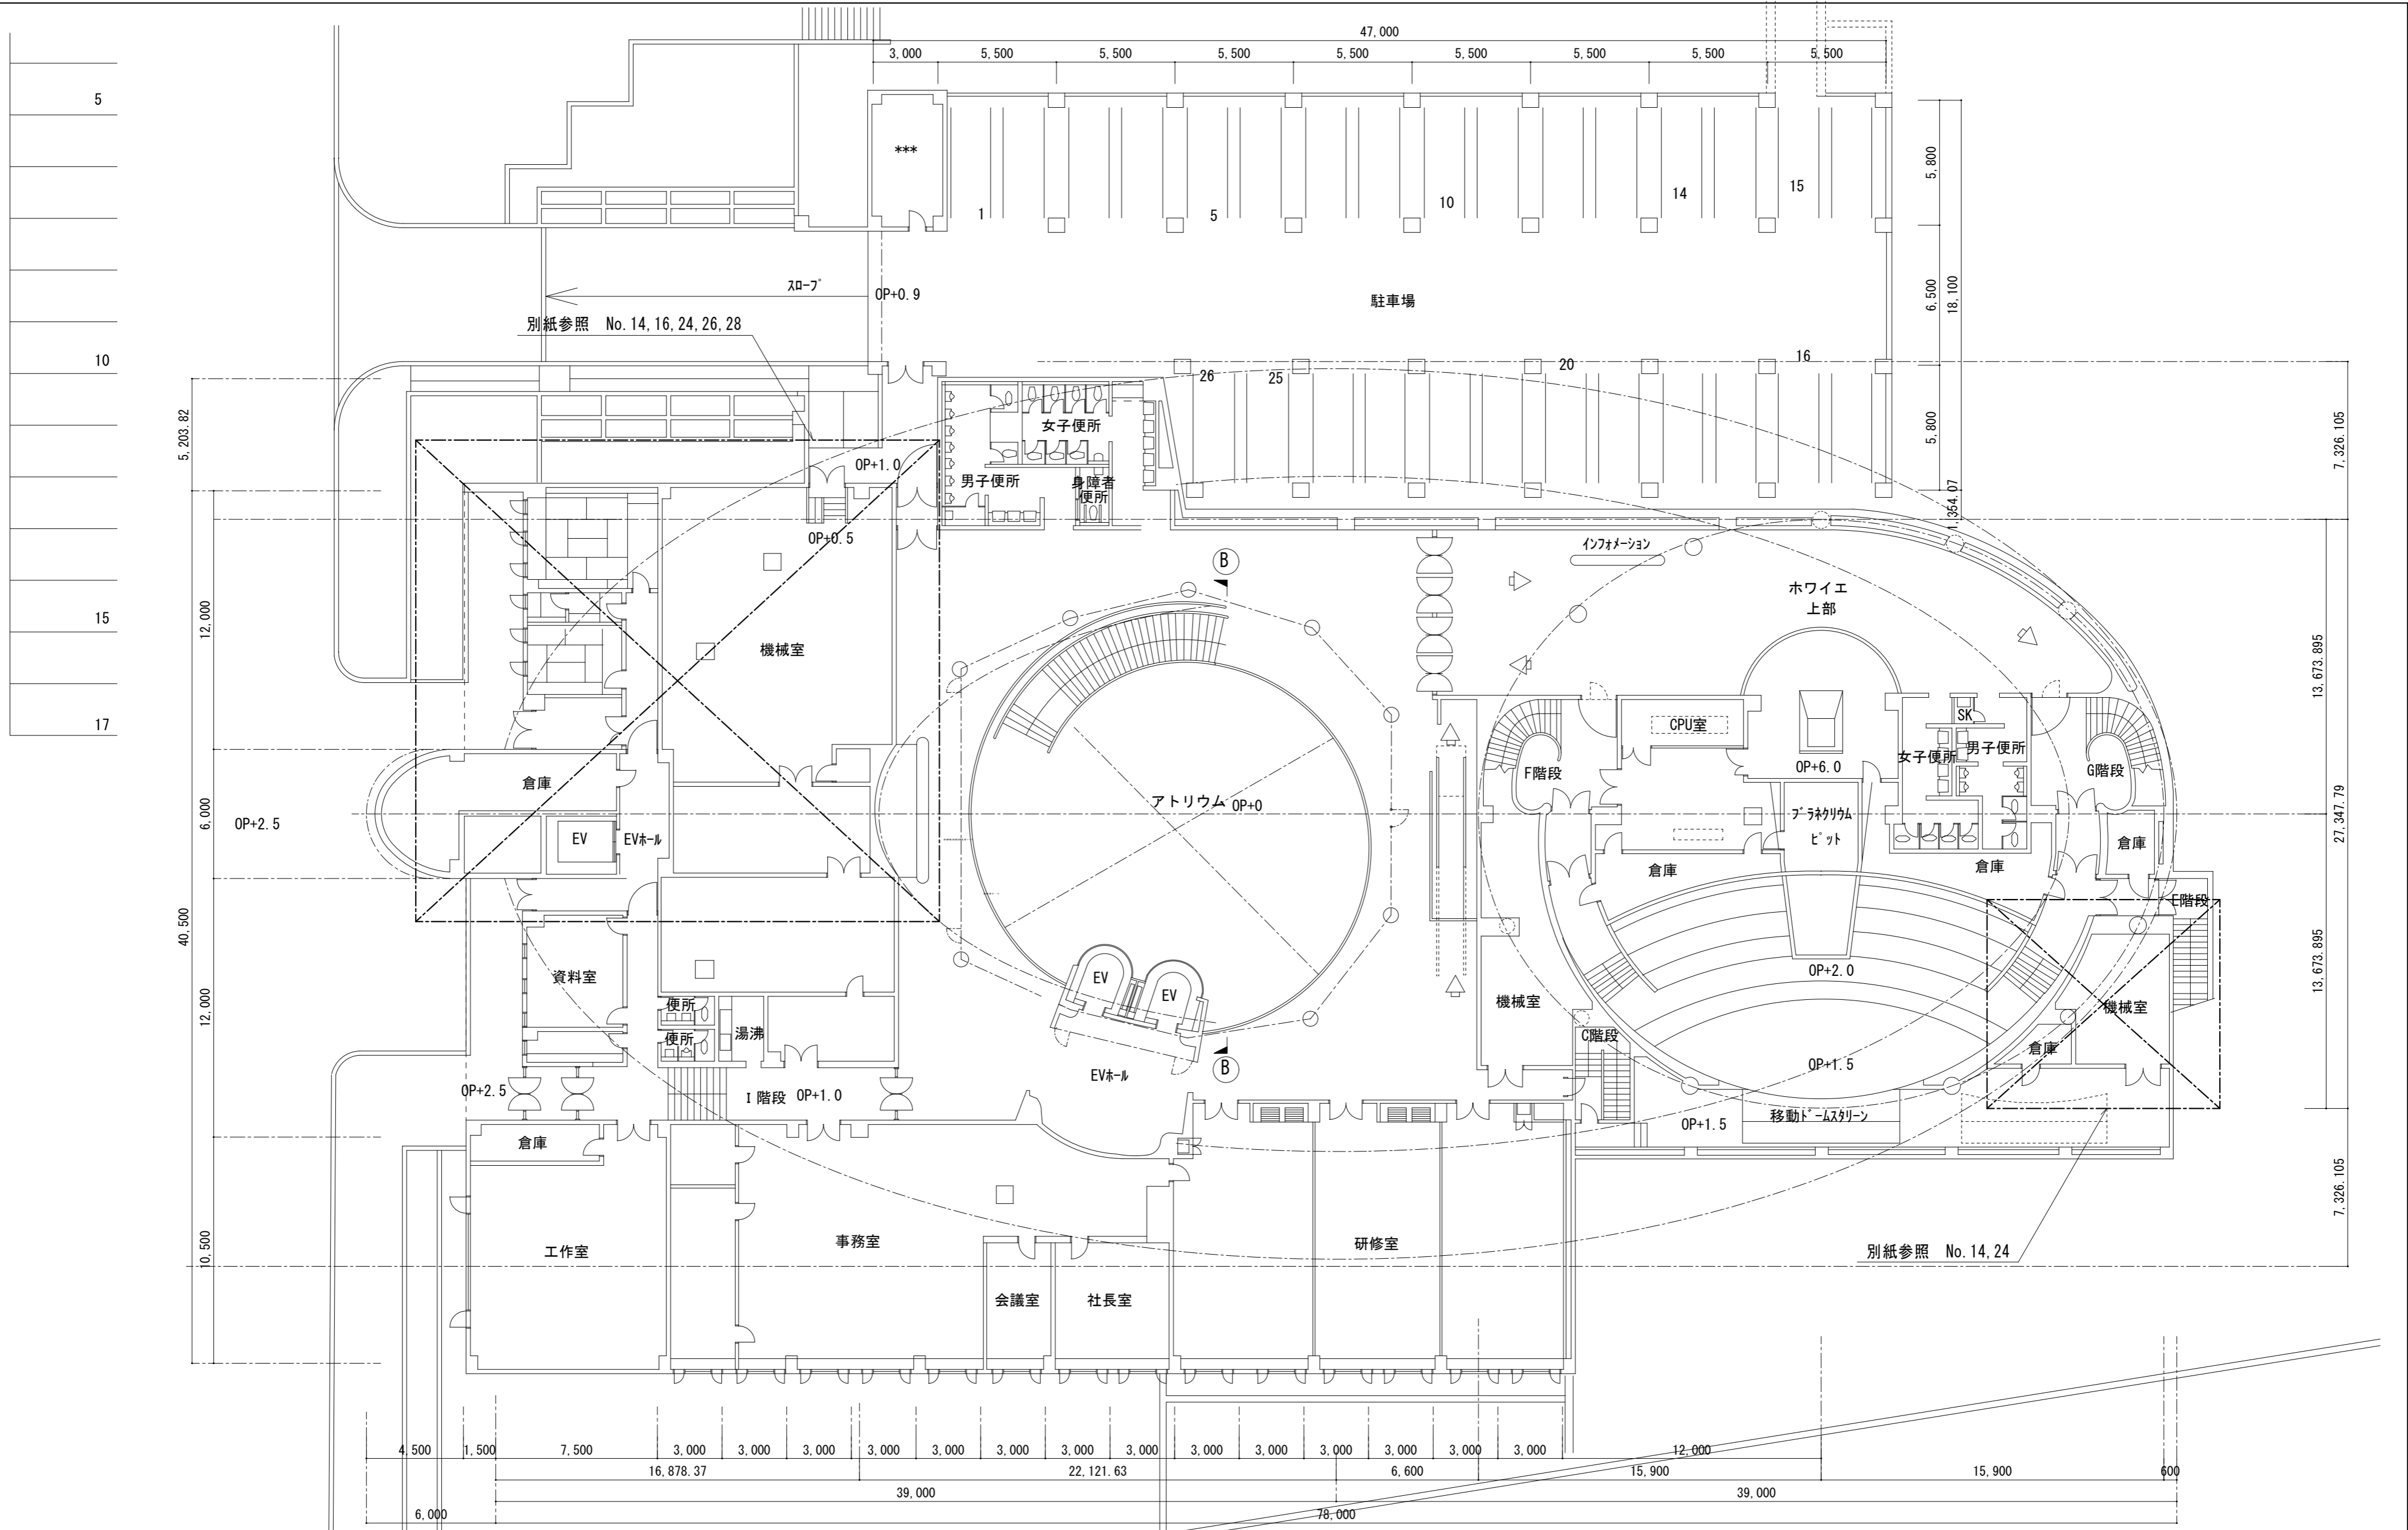 47,000
3,000 5,500 5,500 5,500 5,500 5,500 5,500 5,500 5,500
5
10
15
17
***
1 5 10 14 15
5,800
6,500
18,100
5,800
1,354.07
スロープ
OP+0.9
駐車場
別紙参照 No.14,16,24,26,28
26 25 20 16
5,203.82
12,000
6,000
40,500
12,000
10,500
7,326.105
13,673.895
27,347.79
13,673.895
7,326.105
女子便所
男子便所
身障者
便所
OP+1.0
OP+0.5
機械室
B
インフォメーション
ホワイエ
上部
CPU室
SK
女子便所
男子便所
F階段
G階段
OP+6.0
プラネクリウム
ピット
倉庫
倉庫
倉庫
E階段
アトリウム OP+0
倉庫
EV
EVホール
OP+2.5
資料室
便所
便所
湯沸
EV
EV
EVホール
B
OP+2.5
I階段 OP+1.0
機械室
C階段
OP+2.0
OP+1.5
機械室
倉庫
OP+1.5
移動ドームスタリーン
倉庫
工作室
事務室
会議室
社長室
研修室
別紙参照 No.14,24
4,500 1,500 7,500 3,000 3,000 3,000 3,000 3,000 3,000 3,000 3,000 3,000 3,000 3,000 3,000 3,000 3,000 12,000
16,878.37 22,121.63 6,600 15,900 15,900 600
39,000 39,000
6,000 78,000